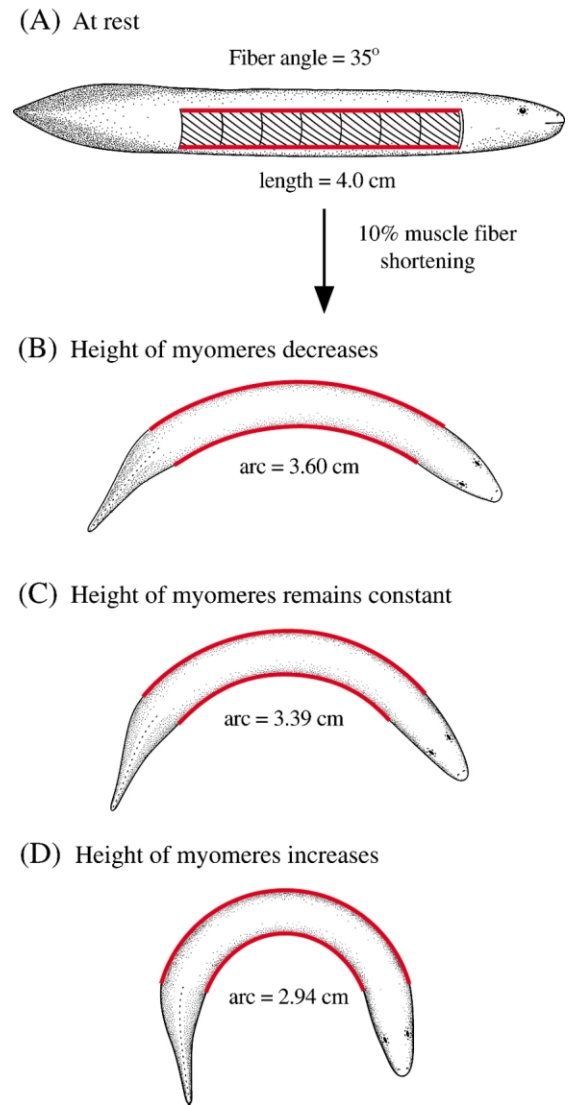 (A) At rest
Fiber angle = 35°
length = 4.0 cm
10% muscle fiber
shortening
(B) Height of myomeres decreases
arc = 3.60 cm
(C) Height of myomeres remains constant
arc = 3.39 cm
(D) Height of myomeres increases
arc = 2.94 cm